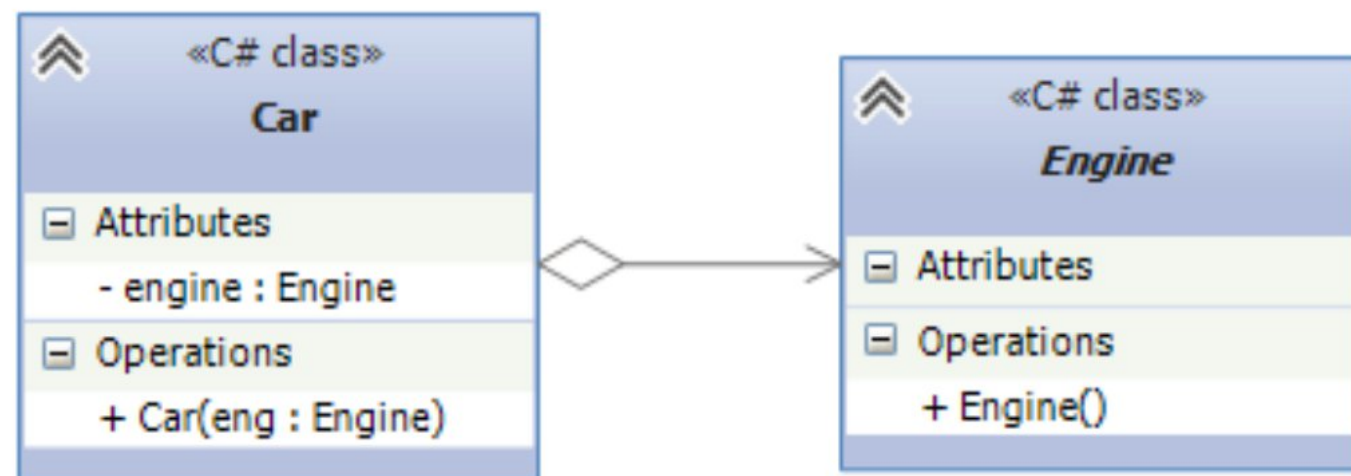 «C# class»
Car
Attributes
- engine : Engine
Operations
+ Car(eng : Engine)
«C# class»
Engine
Attributes
Operations
+ Engine()